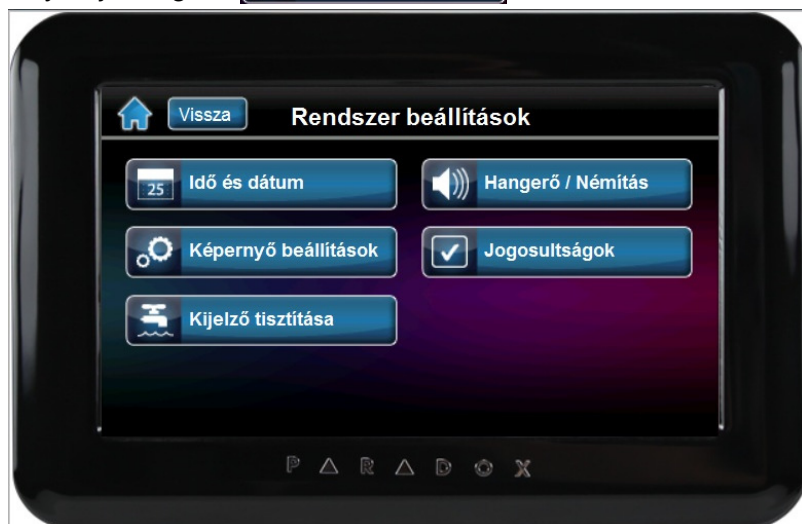 Vissza
Rendszer beállítások
25
Idő és dátum
Hangerő / Némítás
Képernyő beállítások
Jogosultságok
Kijelző tisztítása
PARADOX